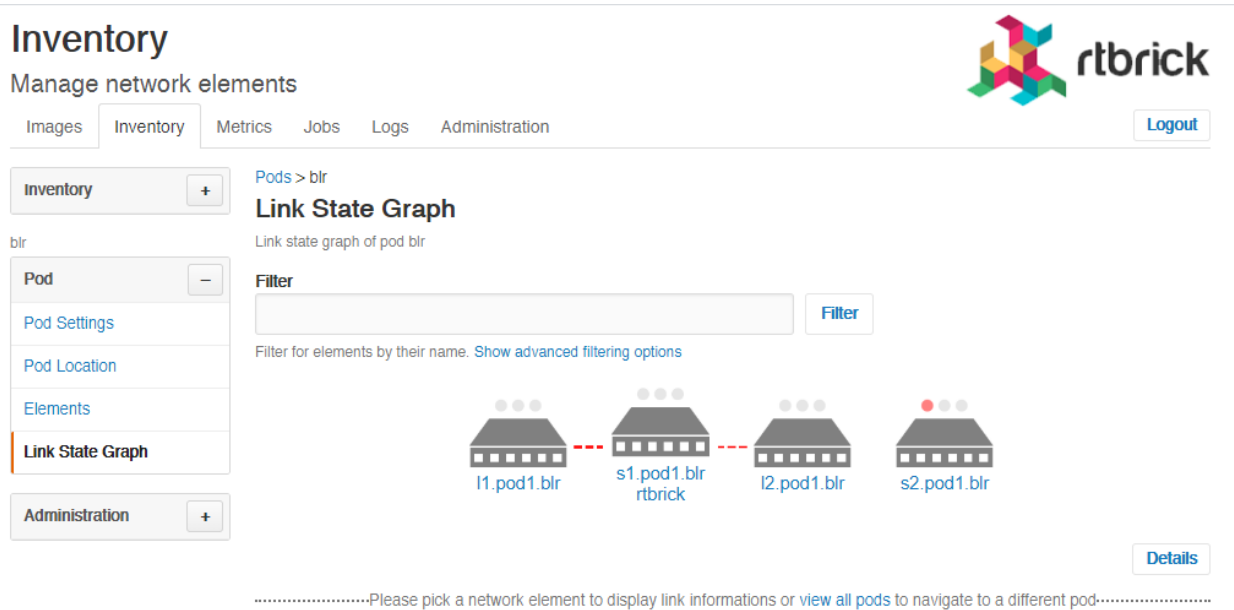 Inventory
Manage network elements
rtbrick
Images Inventory Metrics Jobs Logs Administration Logout
Inventory +
blr
Pod –
Pod Settings
Pod Location
Elements
Link State Graph
Administration +
Pods > blr
Link State Graph
Link state graph of pod blr
Filter
Filter
Filter for elements by their name. Show advanced filtering options
l1.pod1.blr
s1.pod1.blr
rtbrick
l2.pod1.blr
s2.pod1.blr
Details
Please pick a network element to display link informations or view all pods to navigate to a different pod